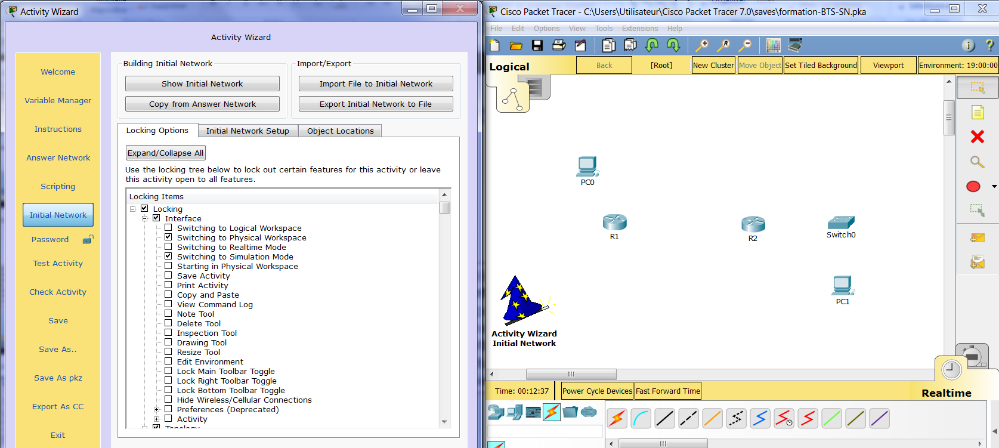 Activity Wizard
Activity Wizard
Welcome
Variable Manager
Instructions
Answer Network
Scripting
Initial Network
Password
Test Activity
Check Activity
Save
Save As..
Save As pkz
Export As CC
Exit
Building Initial Network
Show Initial Network
Copy from Answer Network
Import/Export
Import File to Initial Network
Export Initial Network to File
Locking Options
Initial Network Setup
Object Locations
Expand/Collapse All
Use the locking tree below to lock out certain features for this activity or leave
this activity open to all features.
Locking Items
Locking
Interface
Switching to Logical Workspace
Switching to Physical Workspace
Switching to Realtime Mode
Switching to Simulation Mode
Starting in Physical Workspace
Save Activity
Print Activity
Copy and Paste
View Command Log
Note Tool
Delete Tool
Inspection Tool
Drawing Tool
Resize Tool
Edit Environment
Lock Main Toolbar Toggle
Lock Right Toolbar Toggle
Lock Bottom Toolbar Toggle
Hide Wireless/Cellular Connections
Preferences (Deprecated)
Activity
Topology
Cisco Packet Tracer - C:\Users\Utilisateur\Cisco Packet Tracer 7.0\saves\formation-BTS-SN.pka
File Edit Options View Tools Extensions Help
Logical
Back
[Root]
New Cluster
Move Object
Set Tiled Background
Viewport
Environment: 19:00:00
PC0
R1
R2
Switch0
PC1
Activity Wizard
Initial Network
Time: 00:12:37
Power Cycle Devices
Fast Forward Time
Realtime